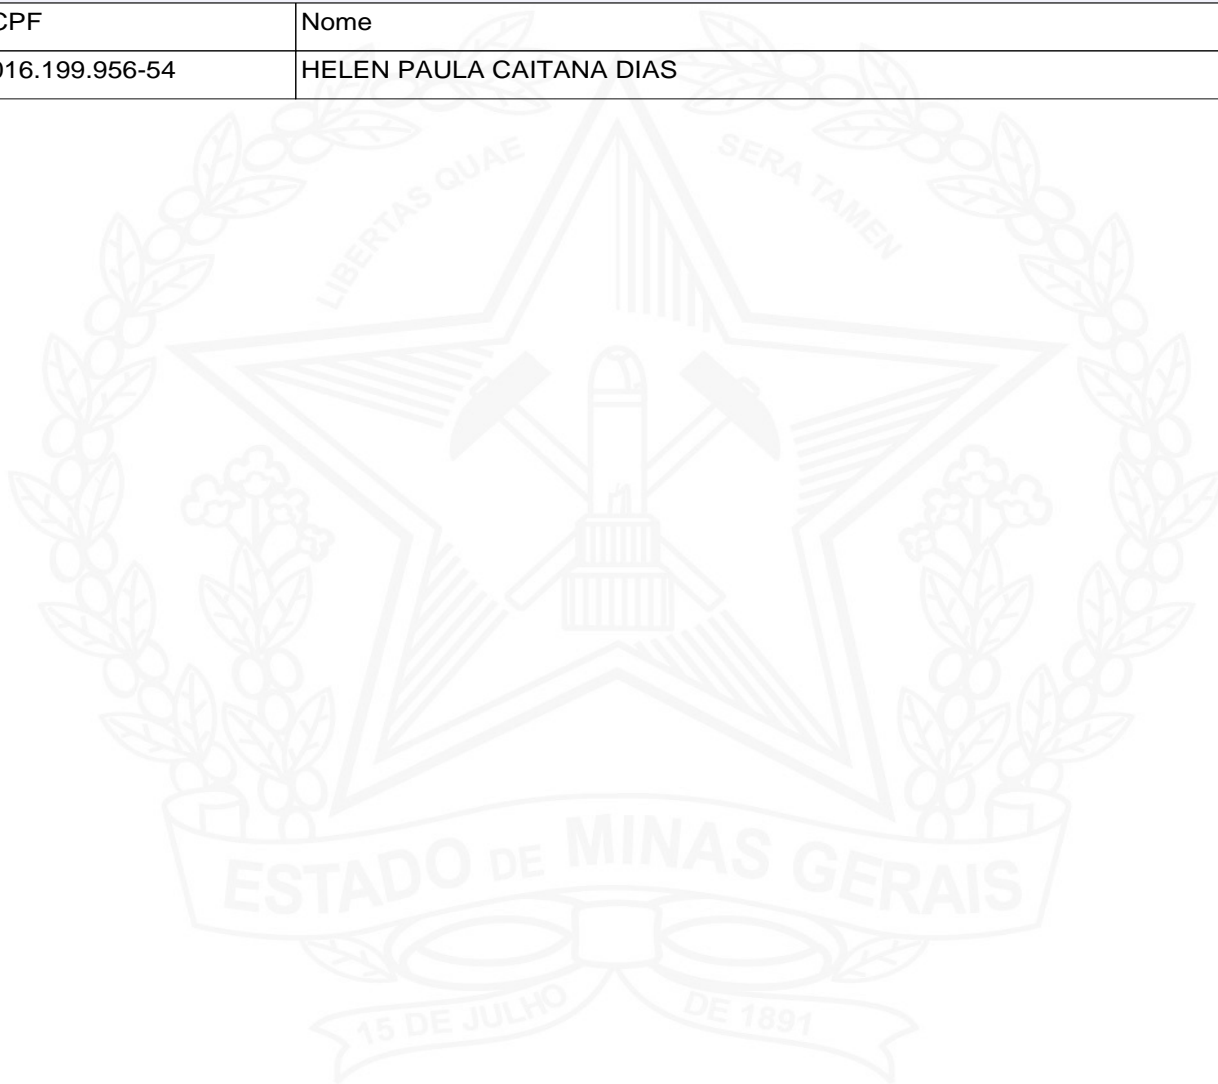 CPF Nome
016.199.956-54 HELEN PAULA CAITANA DIAS
LIBERTAS QUAE SERA TAMEN
ESTADO DE MINAS GERAIS
15 DE JULHO DE 1891